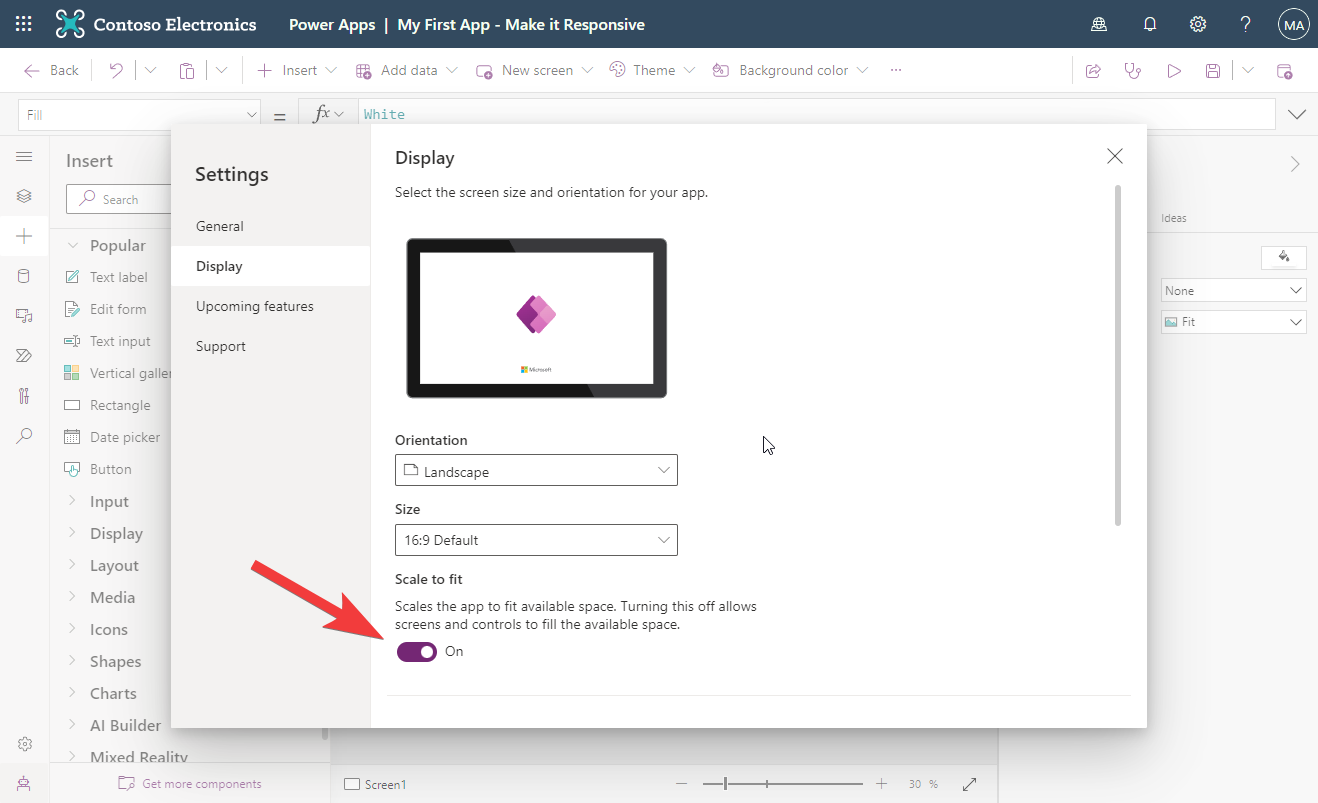 Contoso Electronics
Power Apps | My First App - Make it Responsive
?
MA
Back
Insert
Add data
New screen
Theme
Background color
...
Fill
=
fx
White
Insert
Search
Popular
Text label
Edit form
Text input
Vertical galle
Rectangle
Date picker
Button
Input
Display
Layout
Media
Icons
Shapes
Charts
AI Builder
Mixed Reality
Get more components
Settings
General
Display
Upcoming features
Support
Display
Select the screen size and orientation for your app.
Microsoft
Orientation
Landscape
Size
16:9 Default
Scale to fit
Scales the app to fit available space. Turning this off allows
screens and controls to fill the available space.
On
Ideas
None
Fit
Screen1
30 %